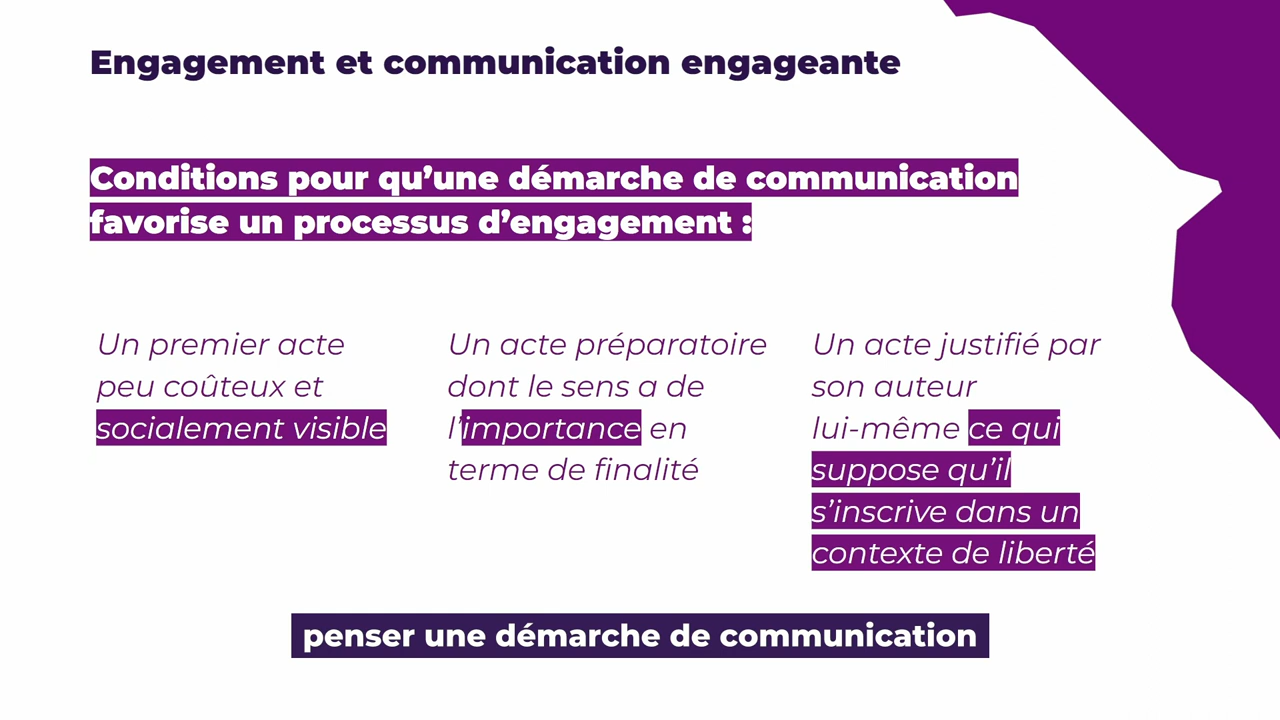 Engagement et communication engageante
Conditions pour qu’une démarche de communication
favorise un processus d’engagement :
Un premier acte
peu coûteux et
socialement visible
Un acte préparatoire
dont le sens a de
l’importance en
terme de finalité
Un acte justifié par
son auteur
lui-même ce qui
suppose qu’il
s’inscrive dans un
contexte de liberté
penser une démarche de communication